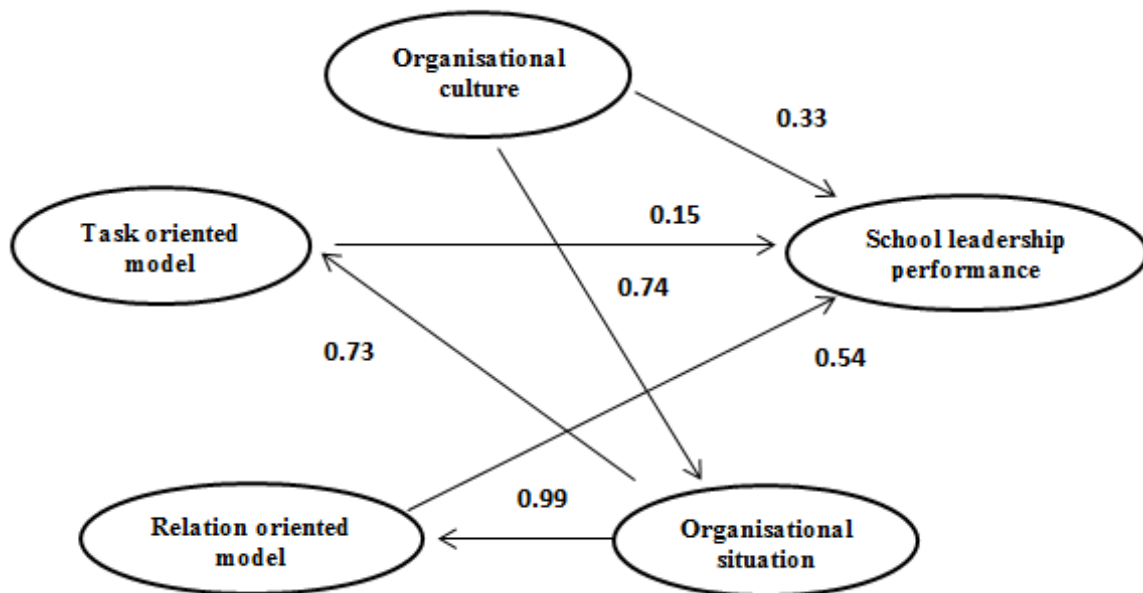 Organisational
culture
0.33
Task oriented
model
0.15
School leadership
performance
0.74
0.73
0.54
Relation oriented
model
0.99
Organisational
situation